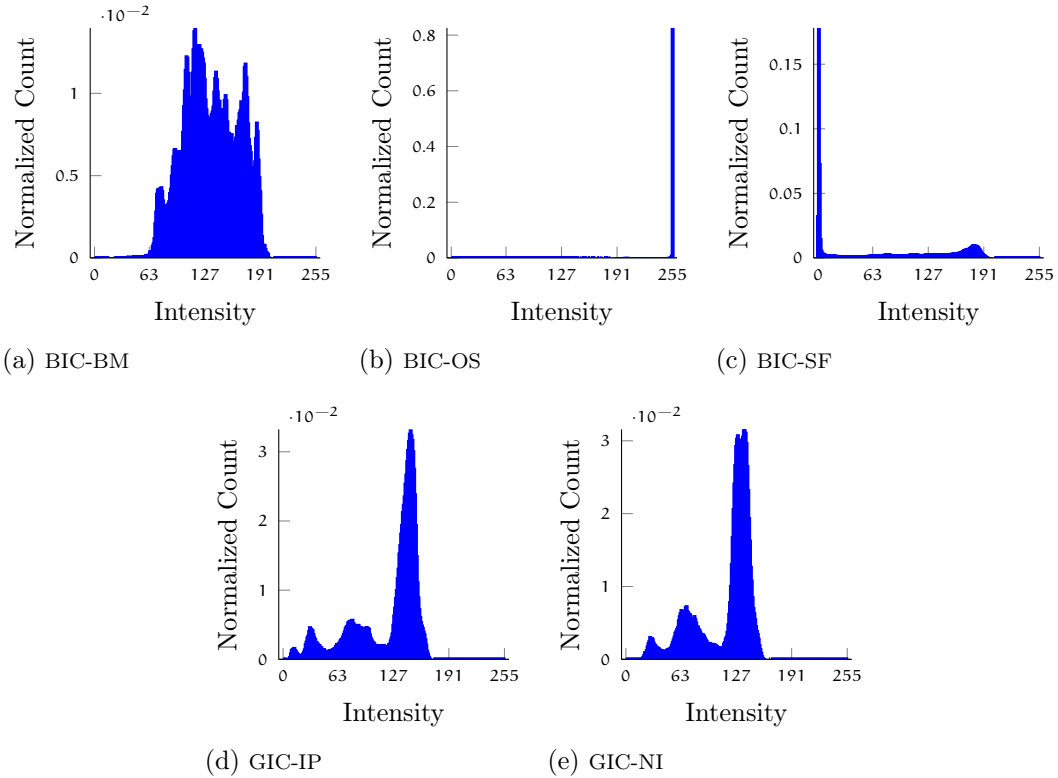 ·10−2
Normalized Count
1
0.5
0
0 63 127 191 255
Intensity
(a) BIC-BM
Normalized Count
0.8
0.6
0.4
0.2
0
0 63 127 191 255
Intensity
(b) BIC-OS
Normalized Count
0.15
0.1
0.05
0
0 63 127 191 255
Intensity
(c) BIC-SF
·10−2
Normalized Count
3
2
1
0
0 63 127 191 255
Intensity
(d) GIC-IP
·10−2
Normalized Count
3
2
1
0
0 63 127 191 255
Intensity
(e) GIC-NI